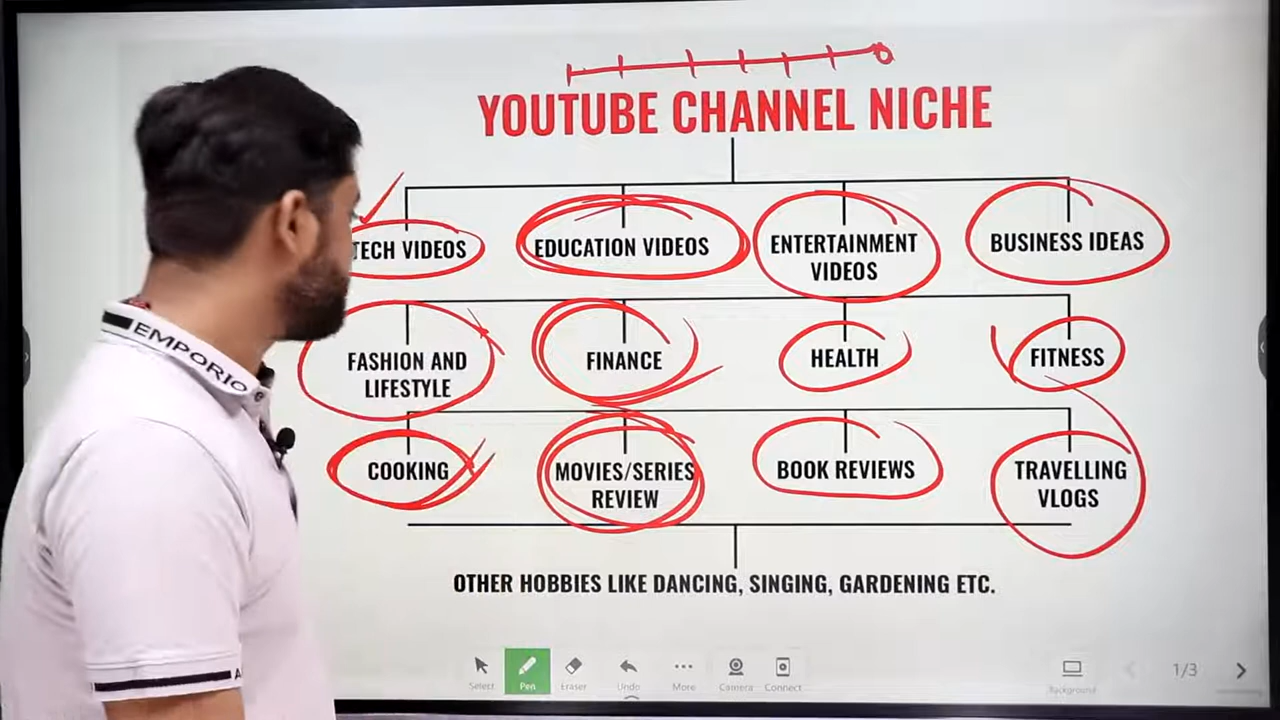 YOUTUBE CHANNEL NICHE
TECH VIDEOS
EDUCATION VIDEOS
ENTERTAINMENT
VIDEOS
BUSINESS IDEAS
FASHION AND
LIFESTYLE
FINANCE
HEALTH
FITNESS
COOKING
MOVIES/SERIES
REVIEW
BOOK REVIEWS
TRAVELLING
VLOGS
OTHER HOBBIES LIKE DANCING, SINGING, GARDENING ETC.
EMPORIO
Select
Pen
Eraser
Undo
More
Camera
Connect
Background
1/3